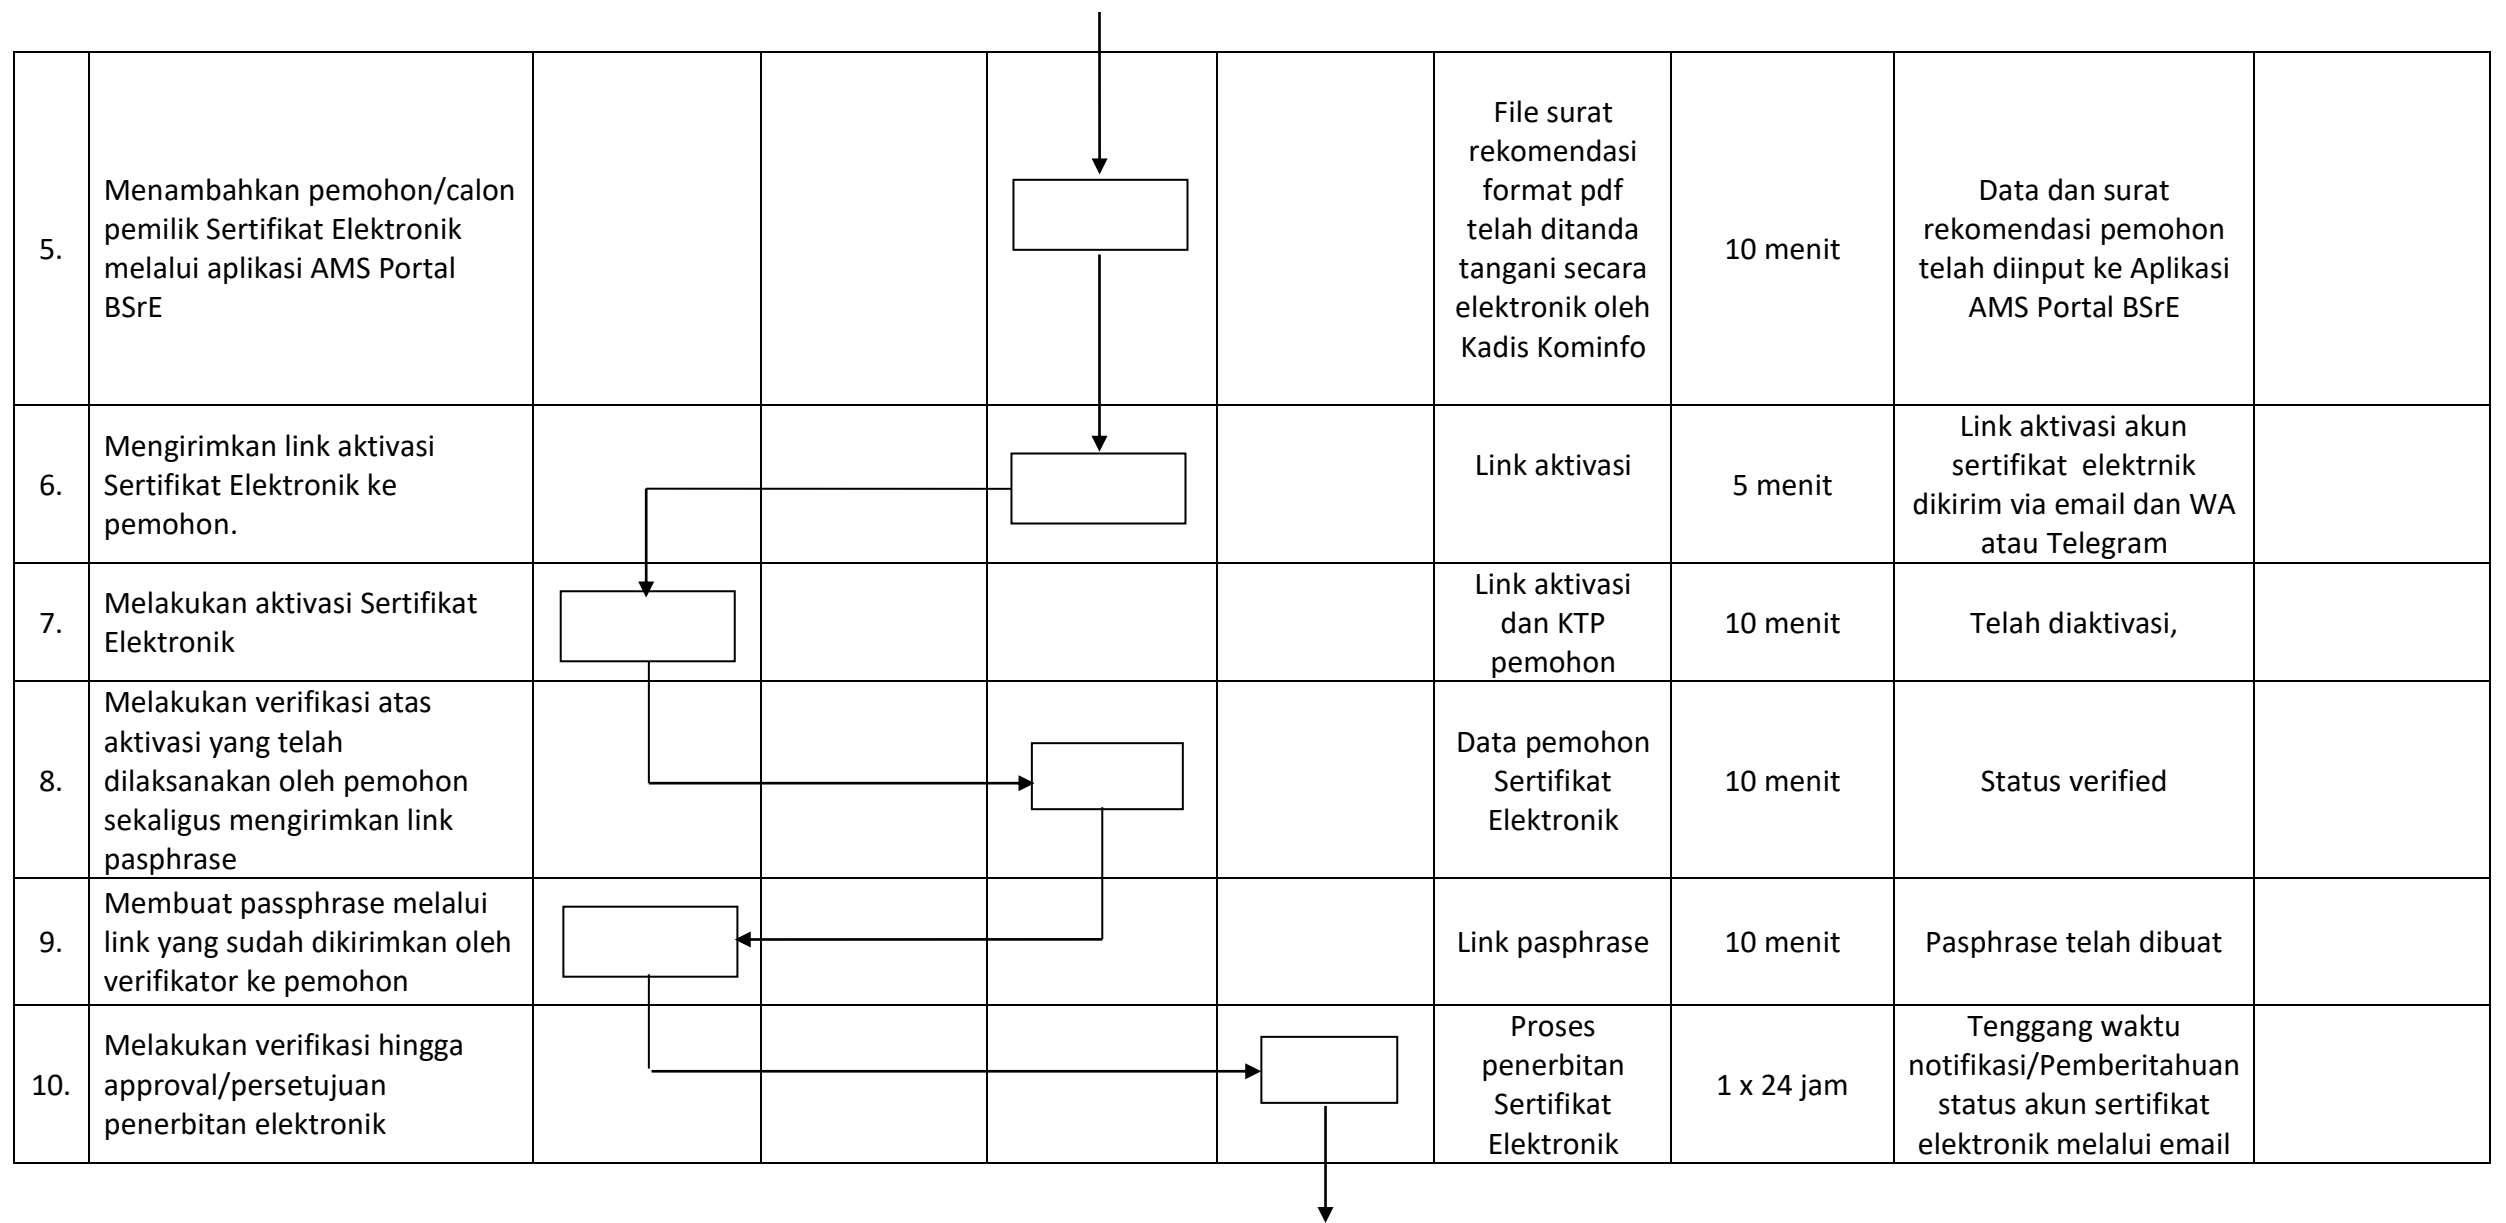 5.
Menambahkan pemohon/calon
pemilik Sertifikat Elektronik
melalui aplikasi AMS Portal
BSrE
File surat
rekomendasi
format pdf
telah ditanda
tangani secara
elektronik oleh
Kadis Kominfo
10 menit
Data dan surat
rekomendasi pemohon
telah diinput ke Aplikasi
AMS Portal BSrE
6.
Mengirimkan link aktivasi
Sertifikat Elektronik ke
pemohon.
Link aktivasi
5 menit
Link aktivasi akun
sertifikat  elektrnik
dikirim via email dan WA
atau Telegram
7.
Melakukan aktivasi Sertifikat
Elektronik
Link aktivasi
dan KTP
pemohon
10 menit
Telah diaktivasi,
8.
Melakukan verifikasi atas
aktivasi yang telah
dilaksanakan oleh pemohon
sekaligus mengirimkan link
pasphrase
Data pemohon
Sertifikat
Elektronik
10 menit
Status verified
9.
Membuat passphrase melalui
link yang sudah dikirimkan oleh
verifikator ke pemohon
Link pasphrase
10 menit
Pasphrase telah dibuat
10.
Melakukan verifikasi hingga
approval/persetujuan
penerbitan elektronik
Proses
penerbitan
Sertifikat
Elektronik
1 x 24 jam
Tenggang waktu
notifikasi/Pemberitahuan
status akun sertifikat
elektronik melalui email